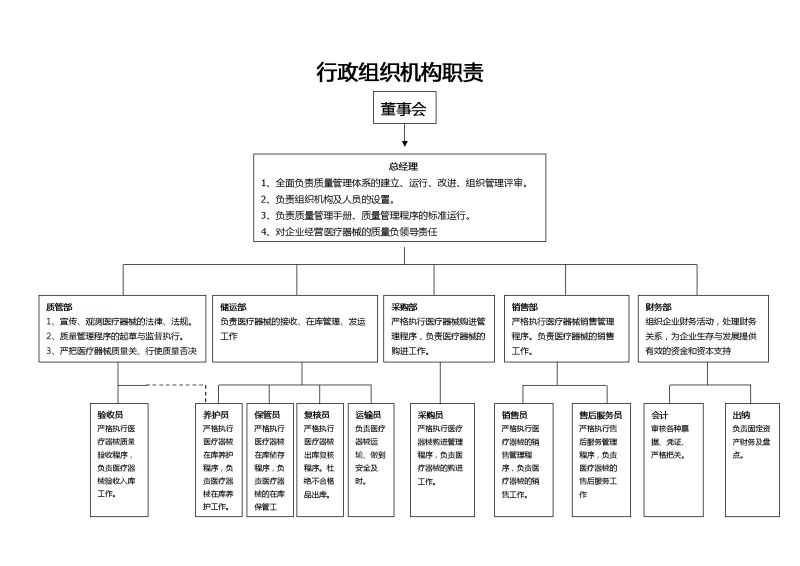 行政组织机构职责
董事会
总经理
1、全面负责质量管理体系的建立、运行、改进、组织管理评审。
2、负责组织机构及人员的设置。
3、负责质量管理手册、质量管理程序的标准运行。
4、对企业经营医疗器械的质量负领导责任
质管部
1、宣传、观测医疗器械的法律、法规。
2、质量管理程序的起草与监督执行。
3、严把医疗器械质量关、行使质量否决
储运部
负责医疗器械的接收、在库管理、发运
工作
采购部
严格执行医疗器械购进管
理程序，负责医疗器械的
购进工作。
销售部
严格执行医疗器械销售管理
程序。负责医疗器械的销售
工作。
财务部
组织企业财务活动，处理财务
关系，为企业生存与发展提供
有效的资金和资本支持
验收员
严格执行医
疗器械质量
验收程序，
负责医疗器
械验收入库
工作。
养护员
严格执行
医疗器械
在库养护
程序，负
责医疗器
械在库养
护工作。
保管员
严格执行
医疗器械
在库储存
程序，负
责医疗器
械的在库
保管工
复核员
严格执行
医疗器械
出库复核
程序。杜
绝不合格
品出库。
运输员
负责医疗
器械运
输、做到
安全及
时。
采购员
严格执行医疗
器械购进管理
程序，负责医
疗器械的购进
工作。
销售员
严格执行医
疗器械的销
售管理程
序，负责医
疗器械的销
售工作。
售后服务员
严格执行售
后服务管理
程序，负责
医疗器械的
售后服务工
作
会计
审核各种票
据、凭证、
严格把关。
出纳
负责固定资
产财务及盘
点。